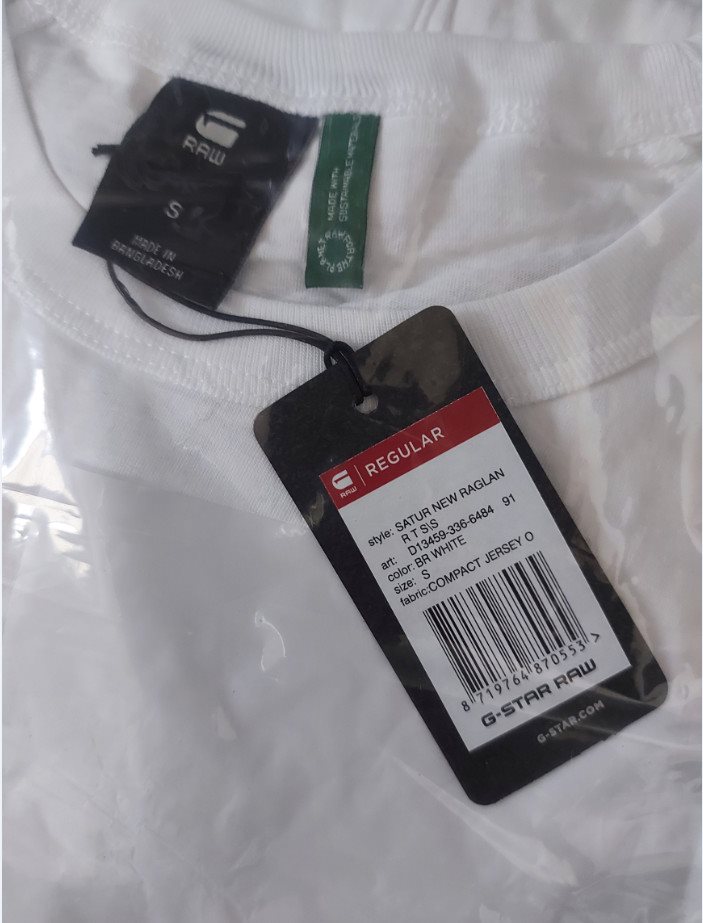 RAW
S
MADE IN
BANGLADESH
MADE WITH
SUSTAINABLE MATERIALS
RAW
REGULAR
style: SATUR NEW RAGLAN
R T S\S
art: D13459-336-6484 91
color: BR WHITE
size: S
fabric: COMPACT JERSEY O
8 719764 870553 >
G-STAR RAW
G-STAR.COM